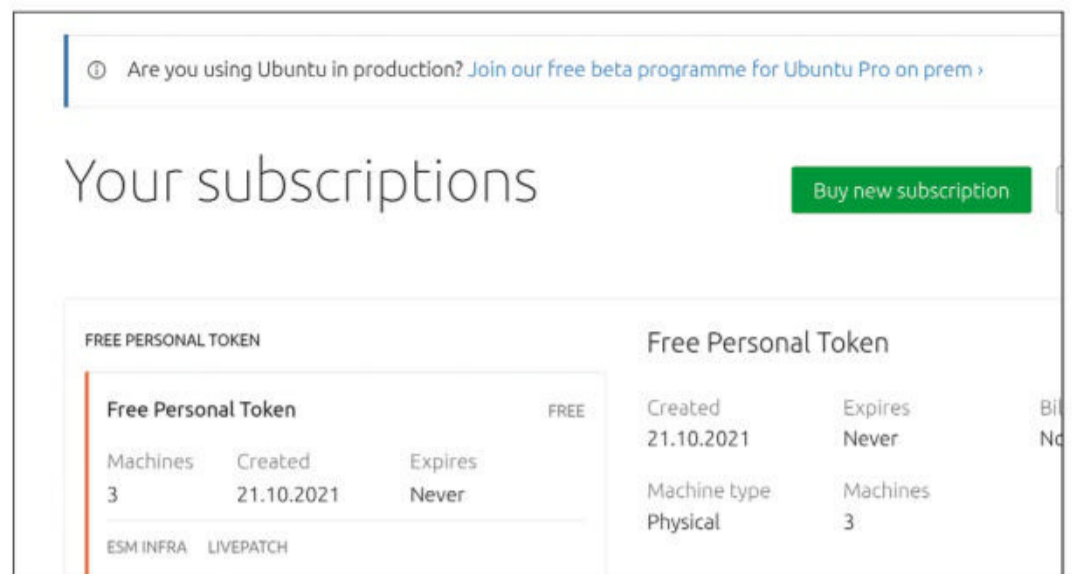 Are you using Ubuntu in production? Join our free beta programme for Ubuntu Pro on prem ›
Your subscriptions
Buy new subscription
FREE PERSONAL TOKEN
Free Personal Token FREE
Machines Created Expires
3 21.10.2021 Never
ESM INFRA LIVEPATCH
Free Personal Token
Created Expires
21.10.2021 Never
Machine type Machines
Physical 3